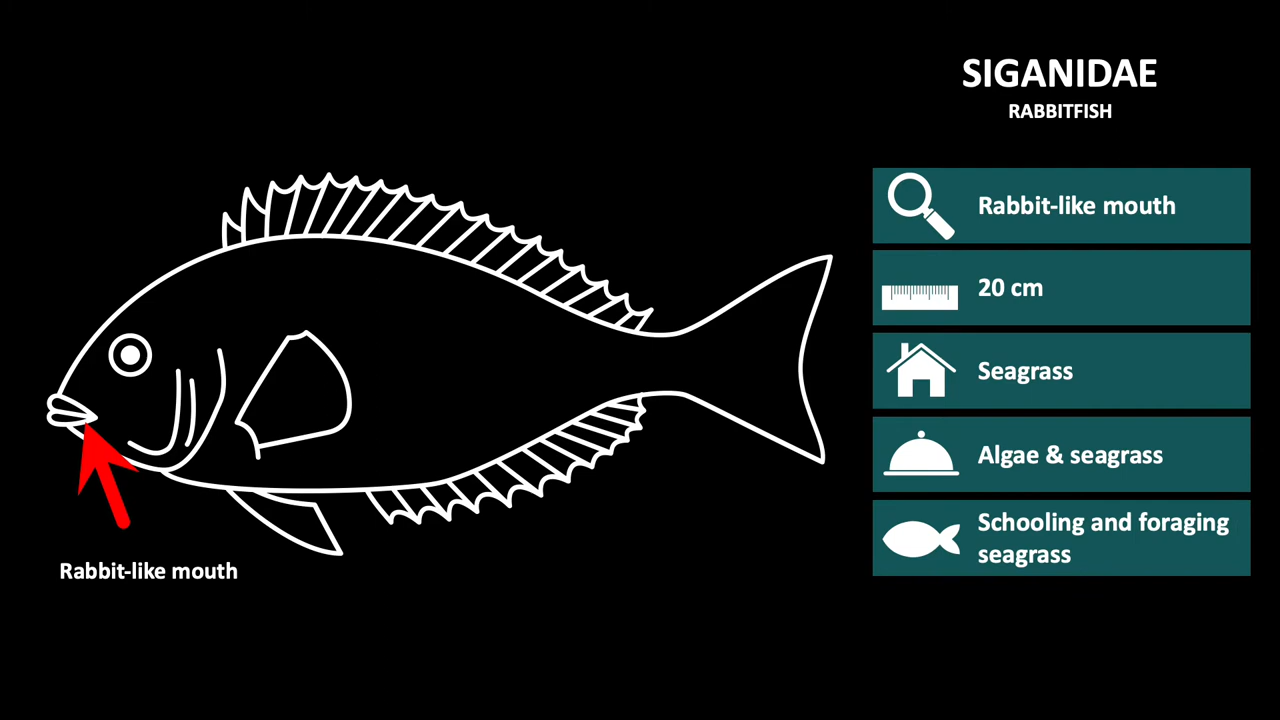 SIGANIDAE
RABBITFISH
Rabbit-like mouth
20 cm
Seagrass
Algae & seagrass
Schooling and foraging
seagrass
Rabbit-like mouth